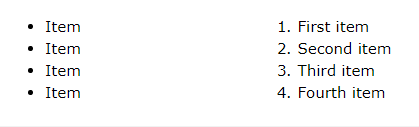 • Item
• Item
• Item
• Item
1. First item
2. Second item
3. Third item
4. Fourth item